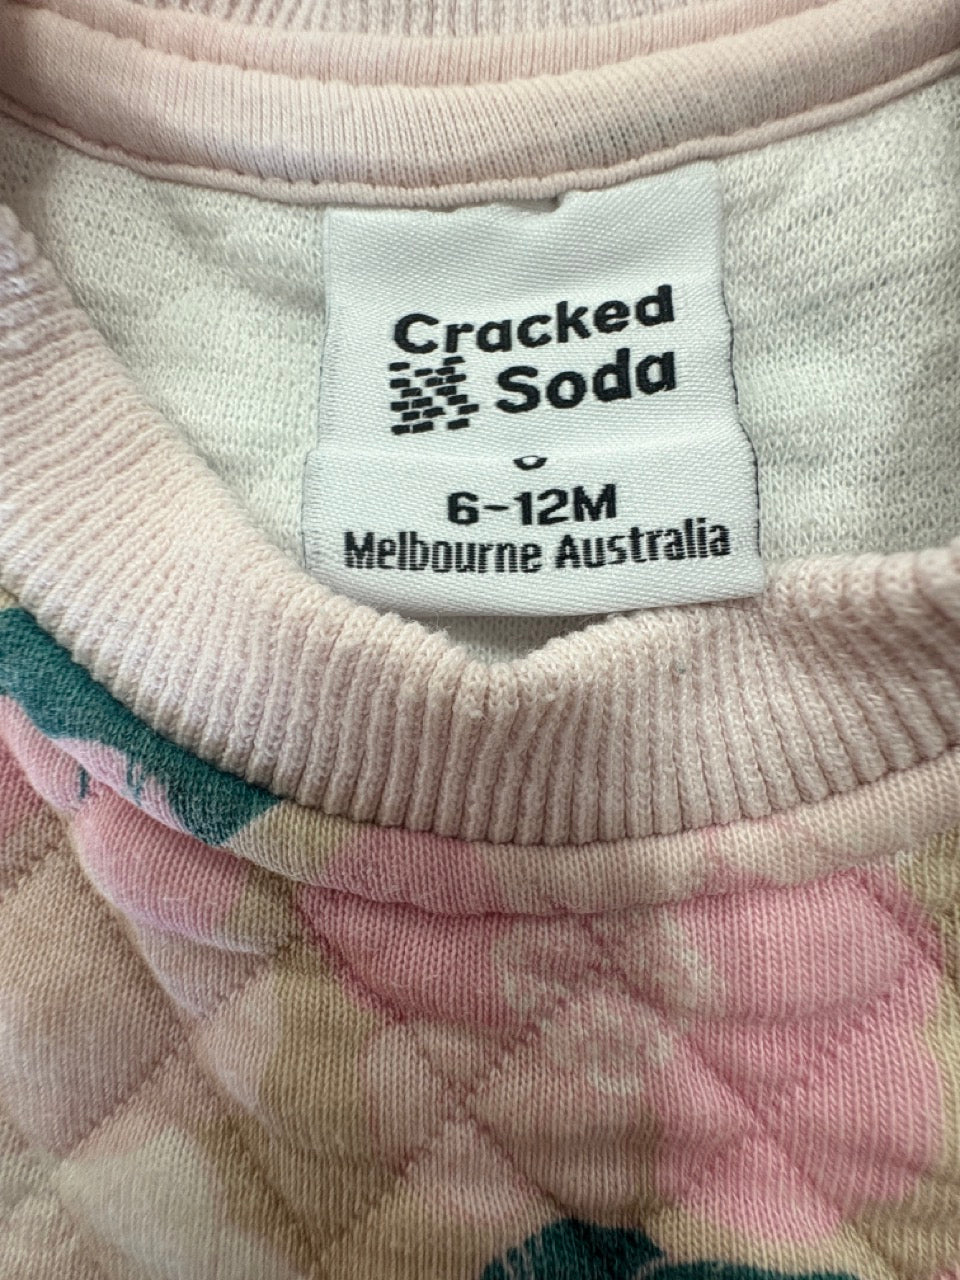 Cracked
Soda
6-12M
Melbourne Australia